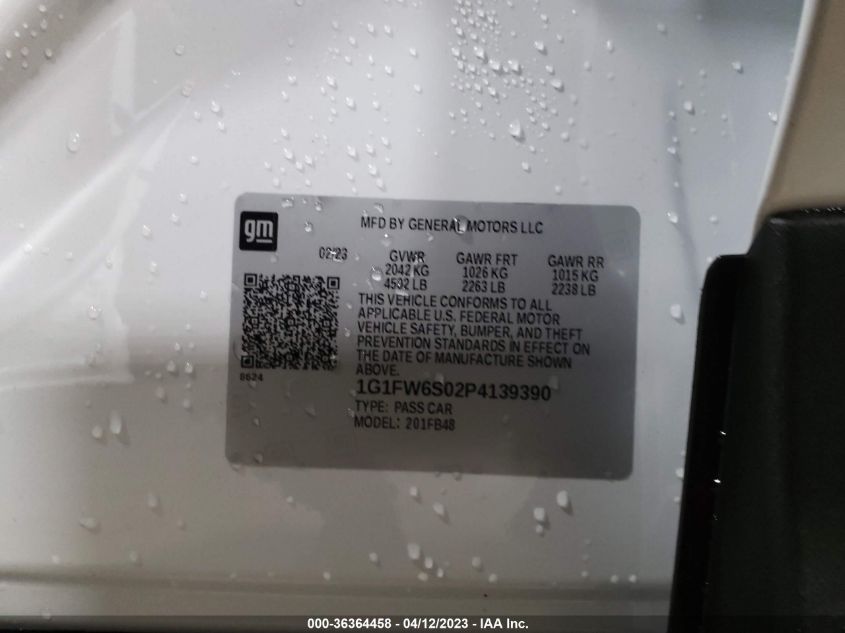 gm
MFD BY GENERAL MOTORS LLC
02/23
GVWR GAWR FRT GAWR RR
2042 KG 1026 KG 1015 KG
4502 LB 2263 LB 2238 LB
THIS VEHICLE CONFORMS TO ALL
APPLICABLE U.S. FEDERAL MOTOR
VEHICLE SAFETY, BUMPER, AND THEFT
PREVENTION STANDARDS IN EFFECT ON
THE DATE OF MANUFACTURE SHOWN
ABOVE.
8624
1G1FW6S02P4139390
TYPE: PASS CAR
MODEL: 201FB48
000-36364458 - 04/12/2023 - IAA Inc.